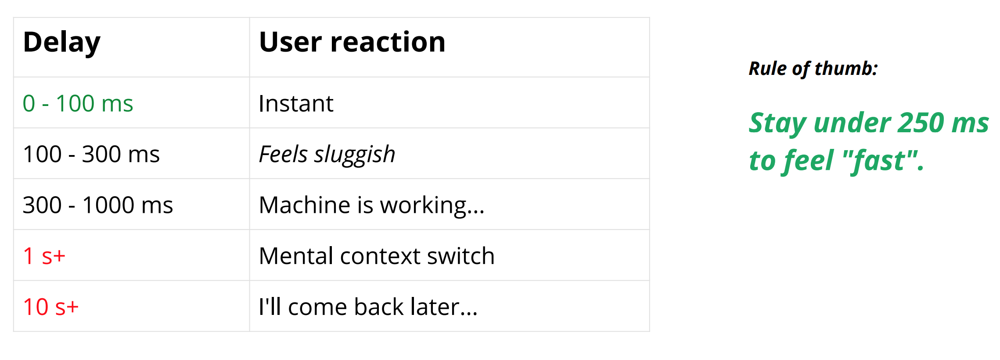 Delay User reaction
0 - 100 ms Instant
100 - 300 ms Feels sluggish
300 - 1000 ms Machine is working...
1 s+ Mental context switch
10 s+ I'll come back later...
Rule of thumb:
Stay under 250 ms
to feel "fast".